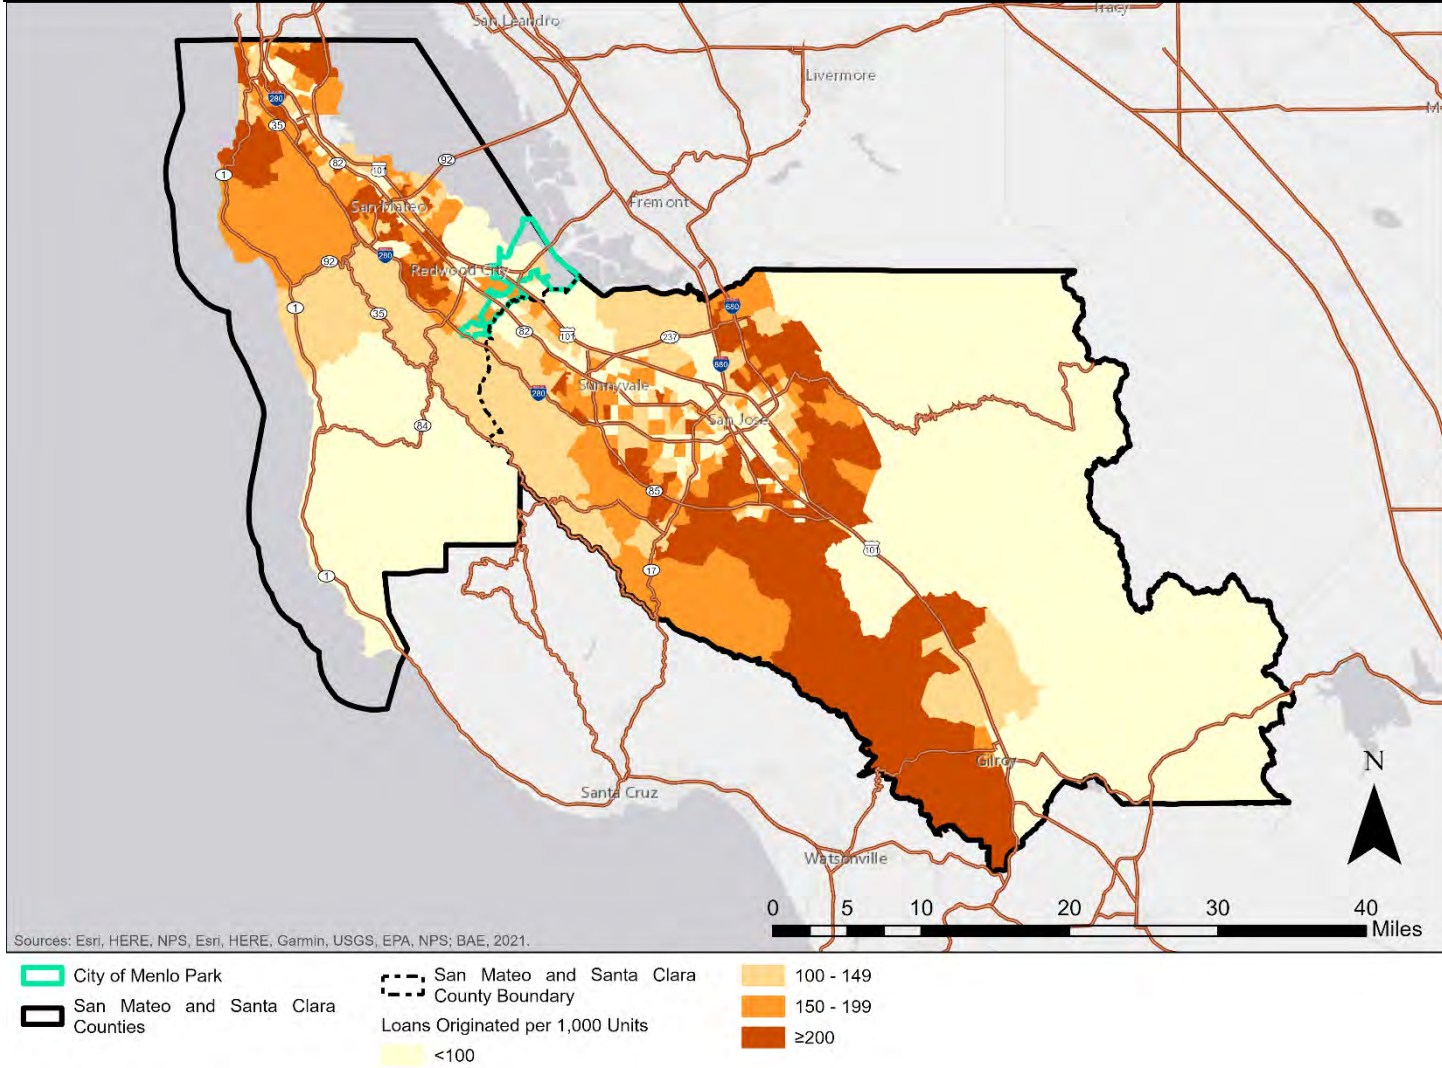 San Leandro
Tracy
Livermore
280
35
82
101
92
1
San Mateo
Fremont
280
92
Redwood City
1
35
680
82
101
237
880
280
Sunnyvale
San Jose
84
85
101
1
17
Gilroy
N
Santa Cruz
Watsonville
0 5 10 20 30 40
Miles
Sources: Esri, HERE, NPS, Esri, HERE, Garmin, USGS, EPA, NPS; BAE, 2021.
City of Menlo Park
San Mateo and Santa Clara
Counties
San Mateo and Santa Clara
County Boundary
Loans Originated per 1,000 Units
<100
100 - 149
150 - 199
≥200